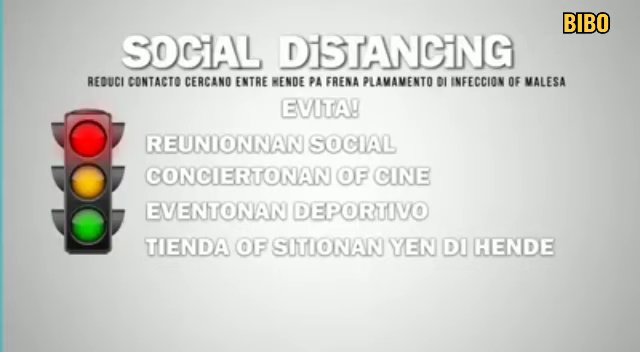 BIBO
SOCiAL DiSTANCiNG
REDUCI CONTACTO CERCANO ENTRE HENDE PA FRENA PLAMAMENTO DI INFECCION OF MALESA
EVITA!
REUNIONNAN SOCIAL
CONCIERTONAN OF CINE
EVENTONAN DEPORTIVO
TIENDA OF SITIONAN YEN DI HENDE